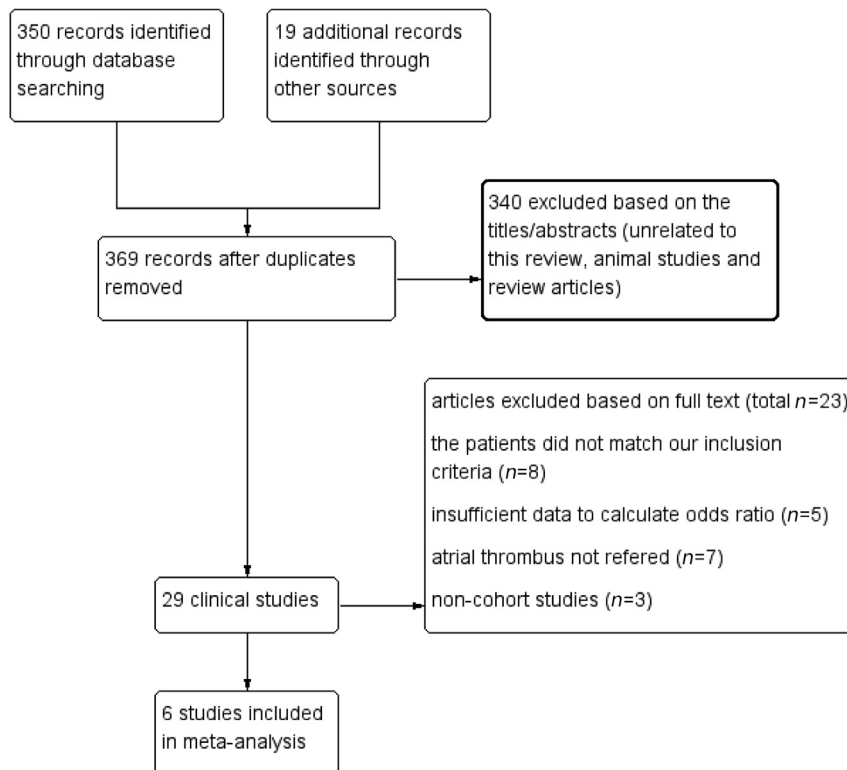 350 records identified
through database
searching
19 additional records
identified through
other sources
340 excluded based on the
titles/abstracts (unrelated to
this review, animal studies and
review articles)
369 records after duplicates
removed
articles excluded based on full text (total n=23)
the patients did not match our inclusion
criteria (n=8)
insufficient data to calculate odds ratio (n=5)
atrial thrombus not refered (n=7)
non-cohort studies (n=3)
29 clinical studies
6 studies included
in meta-analysis